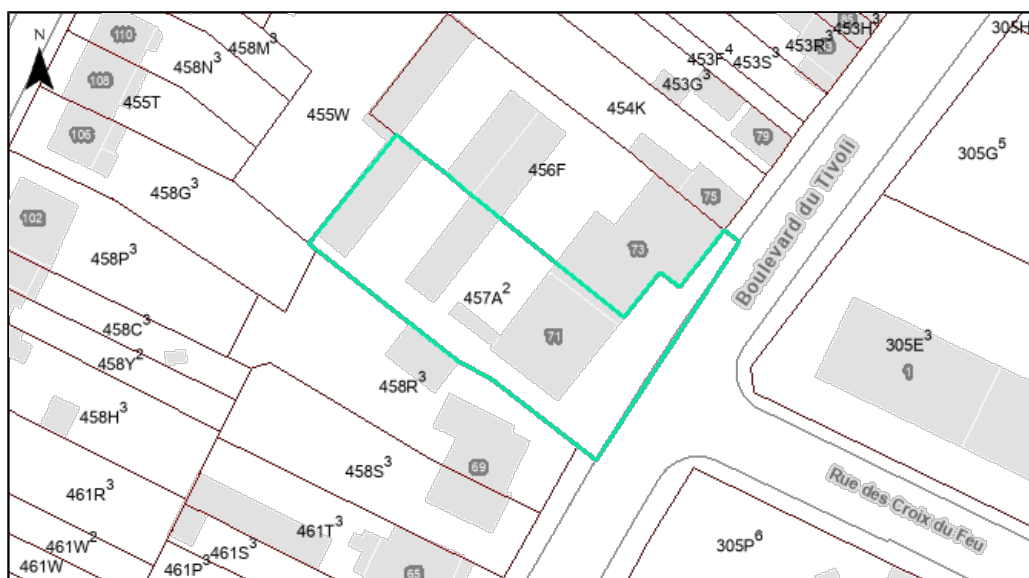 N
110
458M³
453H³
305H
458N³
453R³
453F⁴
453S³
108
453G³
455T
455W
454K
106
79
305G⁵
456F
458G³
75
102
Boulevard du Tivoli
73
458P³
457A²
458C³
71
305E³
1
458Y²
458R³
458H³
69
458S³
Rue des Croix du Feu
461R³
461T³
305P⁶
461W²
461S³
461W
461P³
65